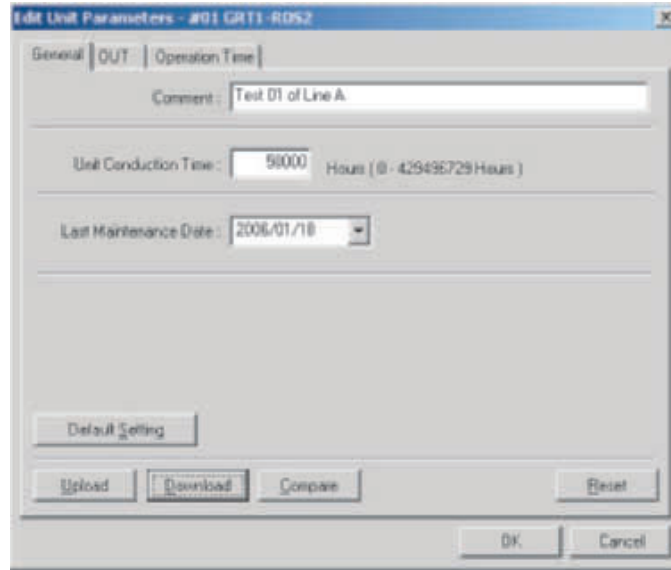 Edit Unit Parameters - #01 GRT1-ROS2
General OUT Operation Time
Comment : Test 01 of Line A
Unit Conduction Time : 50000 Hours ( 0 - 429496729 Hours )
Last Maintenance Date : 2006/01/18
Default Setting
Upload Download Compare Reset
OK Cancel